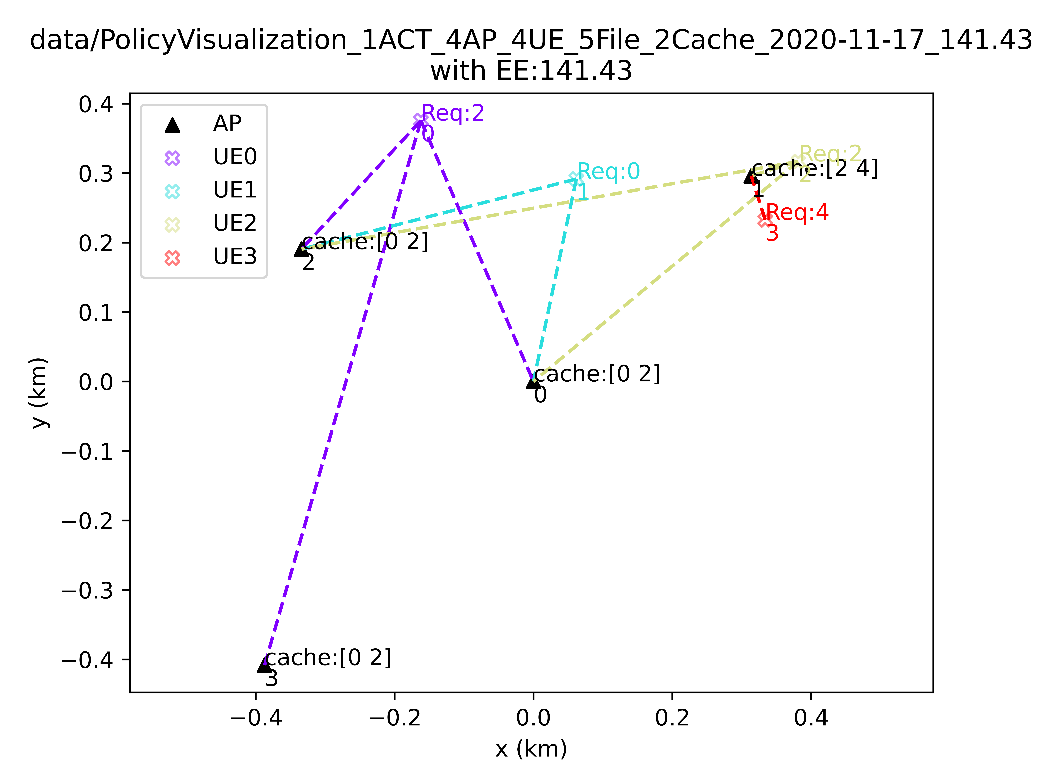 data/PolicyVisualization_1ACT_4AP_4UE_5File_2Cache_2020-11-17_141.43
with EE:141.43
AP
UE0
UE1
UE2
UE3
Req:2
0
Req:0
1
Req:2
2
cache:[2 4]
1
Req:4
3
cache:[0 2]
2
cache:[0 2]
0
cache:[0 2]
3
0.4
0.3
0.2
0.1
0.0
−0.1
−0.2
−0.3
−0.4
y (km)
−0.4
−0.2
0.0
0.2
0.4
x (km)